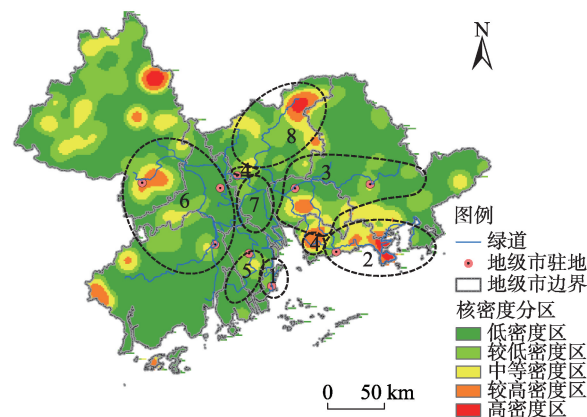 N
8
4
3
6
7
4
2
5
1
图例
绿道
地级市驻地
地级市边界
核密度分区
低密度区
较低密度区
中等密度区
较高密度区
高密度区
0 50 km